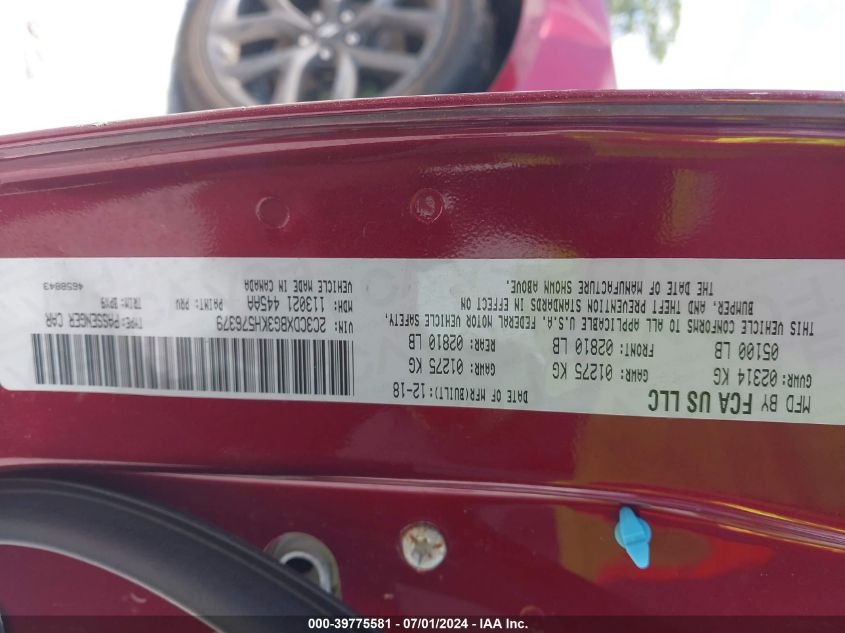 MFD BY FCA US LLC
DATE OF MFR(BUILT): 12-18
GVWR: 02314 KG
GAWR: 01275 KG
GAWR: 01275 KG
05100 LB
FRONT: 02810 LB
REAR: 02810 LB
THIS VEHICLE CONFORMS TO ALL APPLICABLE U.S.A. FEDERAL MOTOR VEHICLE SAFETY,
BUMPER, AND THEFT PREVENTION STANDARDS IN EFFECT ON
THE DATE OF MANUFACTURE SHOWN ABOVE.
VIN: 2C3CDXBG3KH576379
TYPE: PASSENGER CAR
TRIM: BPX9
MDH: 113021 445AA
PAINT: PRV
VEHICLE MADE IN CANADA
4658843
000-39775581 - 07/01/2024 - IAA Inc.